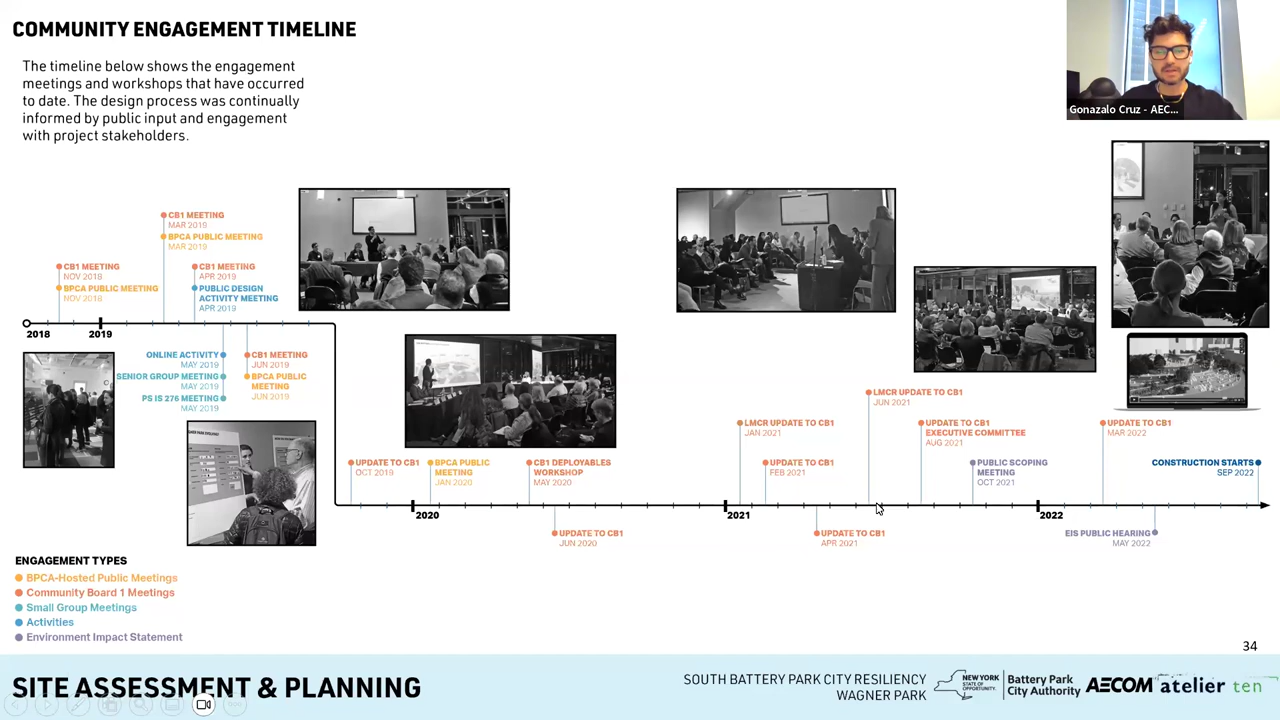 COMMUNITY ENGAGEMENT TIMELINE
The timeline below shows the engagement
meetings and workshops that have occurred
to date. The design process was continually
informed by public input and engagement
with project stakeholders.
Gonazalo Cruz - AEC...
CB1 MEETING
MAR 2019
BPCA PUBLIC MEETING
MAR 2019
CB1 MEETING
NOV 2018
BPCA PUBLIC MEETING
NOV 2018
CB1 MEETING
APR 2019
PUBLIC DESIGN
ACTIVITY MEETING
APR 2019
2018
2019
ONLINE ACTIVITY
MAY 2019
SENIOR GROUP MEETING
MAY 2019
PS IS 276 MEETING
MAY 2019
CB1 MEETING
JUN 2019
BPCA PUBLIC
MEETING
JUN 2019
UPDATE TO CB1
OCT 2019
BPCA PUBLIC
MEETING
JAN 2020
CB1 DEPLOYABLES
WORKSHOP
MAY 2020
LMCR UPDATE TO CB1
JAN 2021
UPDATE TO CB1
FEB 2021
LMCR UPDATE TO CB1
JUN 2021
UPDATE TO CB1
EXECUTIVE COMMITTEE
AUG 2021
PUBLIC SCOPING
MEETING
OCT 2021
UPDATE TO CB1
MAR 2022
CONSTRUCTION STARTS
SEP 2022
2020
2021
2022
UPDATE TO CB1
JUN 2020
UPDATE TO CB1
APR 2021
EIS PUBLIC HEARING
MAY 2022
ENGAGEMENT TYPES
BPCA-Hosted Public Meetings
Community Board 1 Meetings
Small Group Meetings
Activities
Environment Impact Statement
34
SITE ASSESSMENT & PLANNING
SOUTH BATTERY PARK CITY RESILIENCY
WAGNER PARK
NEW YORK
STATE OF
OPPORTUNITY.
Battery Park
City Authority
AECOM
atelier ten